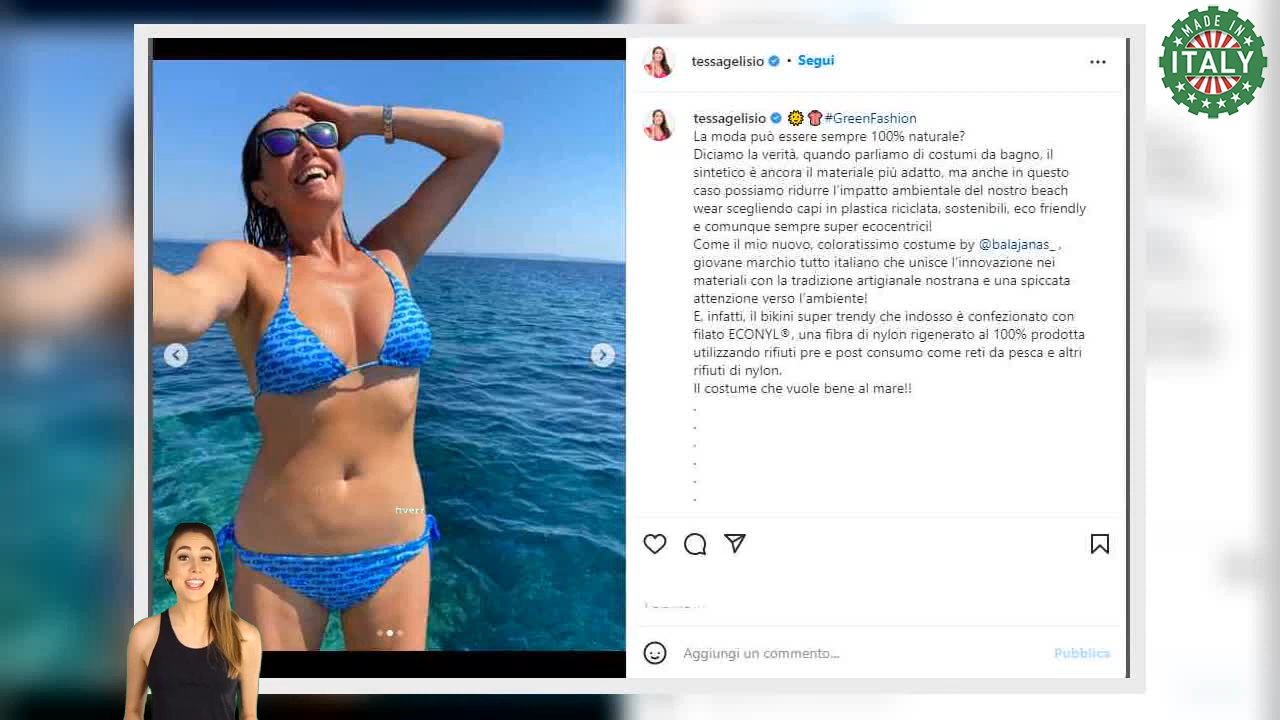 MADE IN
ITALY
tessagelisio • Segui
tessagelisio #GreenFashion
La moda può essere sempre 100% naturale?
Diciamo la verità, quando parliamo di costumi da bagno, il
sintetico è ancora il materiale più adatto, ma anche in questo
caso possiamo ridurre l'impatto ambientale del nostro beach
wear scegliendo capi in plastica riciclata, sostenibili, eco friendly
e comunque sempre super ecocentrici!
Come il mio nuovo, coloratissimo costume by @balajanas_ ,
giovane marchio tutto italiano che unisce l'innovazione nei
materiali con la tradizione artigianale nostrana e una spiccata
attenzione verso l'ambiente!
E, infatti, il bikini super trendy che indosso è confezionato con
filato ECONYL®, una fibra di nylon rigenerato al 100% prodotta
utilizzando rifiuti pre e post consumo come reti da pesca e altri
rifiuti di nylon.
Il costume che vuole bene al mare!!
.
.
.
.
.
.
fiverr
Aggiungi un commento... Pubblica